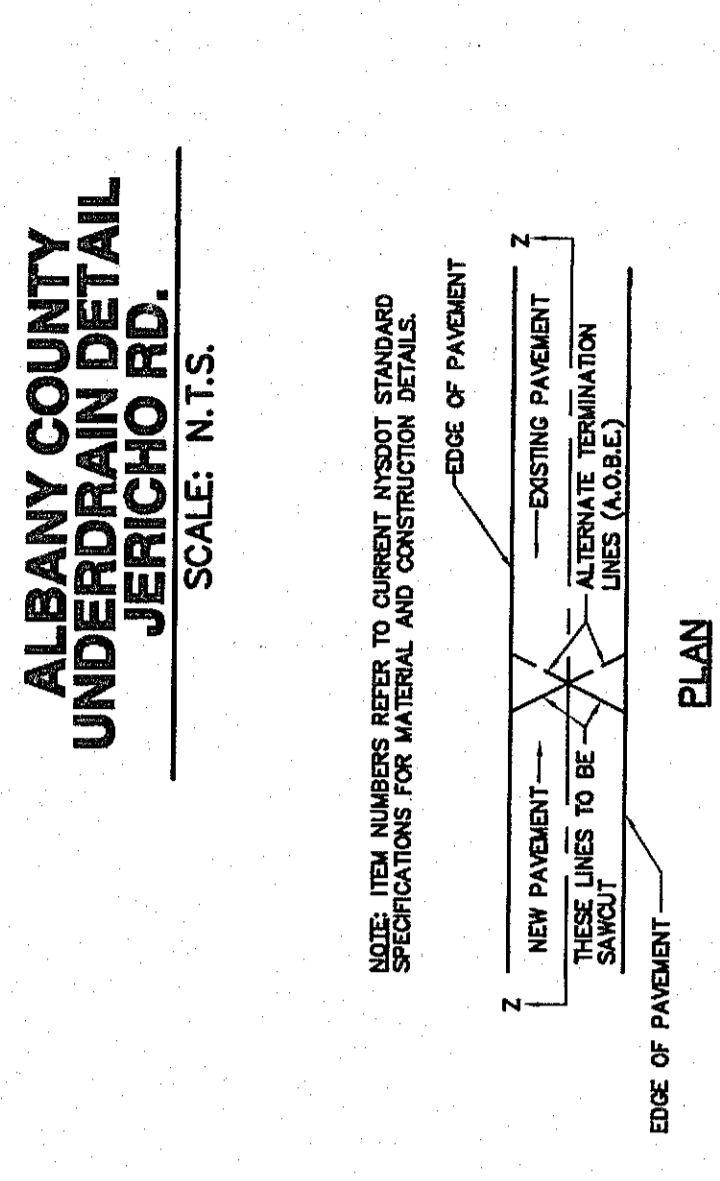 ALBANY COUNTY
UNDERDRAIN DETAIL
JERICHO RD.
SCALE: N.T.S.
NOTE: ITEM NUMBERS REFER TO CURRENT NYSDOT STANDARD
SPECIFICATIONS FOR MATERIAL AND CONSTRUCTION DETAILS.
EDGE OF PAVEMENT
Z
Z
NEW PAVEMENT
EXISTING PAVEMENT
THESE LINES TO BE
SAWCUT
ALTERNATE TERMINATION
LINES (A.O.B.E.)
EDGE OF PAVEMENT
PLAN